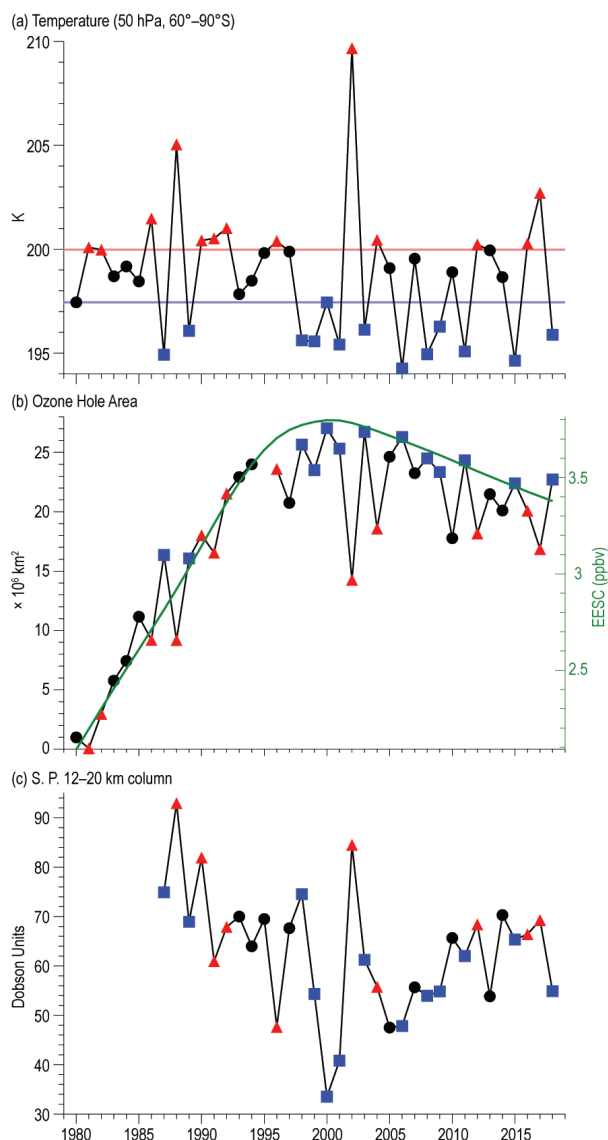 (a) Temperature (50 hPa, 60°–90°S)
210
205
200
195
K
(b) Ozone Hole Area
25
20
15
10
5
0
× 10⁶ km²
3.5
3
2.5
EESC (ppbv)
(c) S. P. 12–20 km column
90
80
70
60
50
40
30
Dobson Units
1980 1985 1990 1995 2000 2005 2010 2015